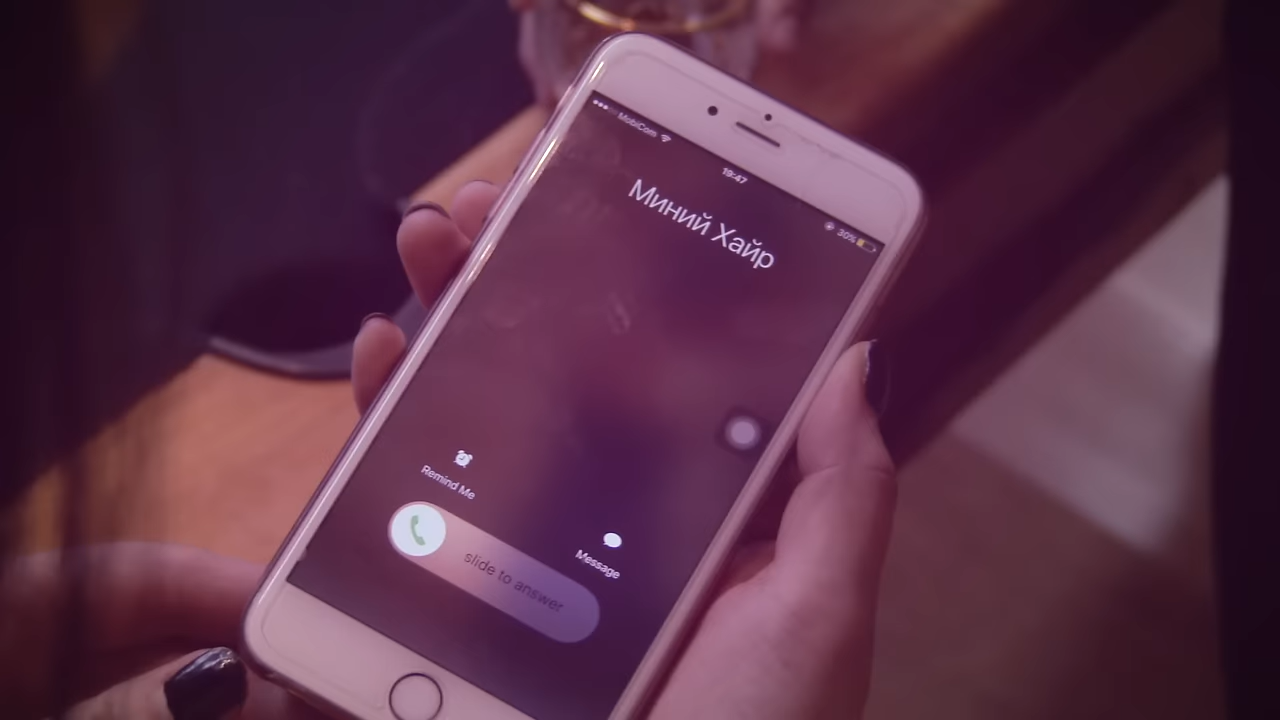 MobiCom
19:47
30%
Миний Хайр
Remind Me
Message
slide to answer